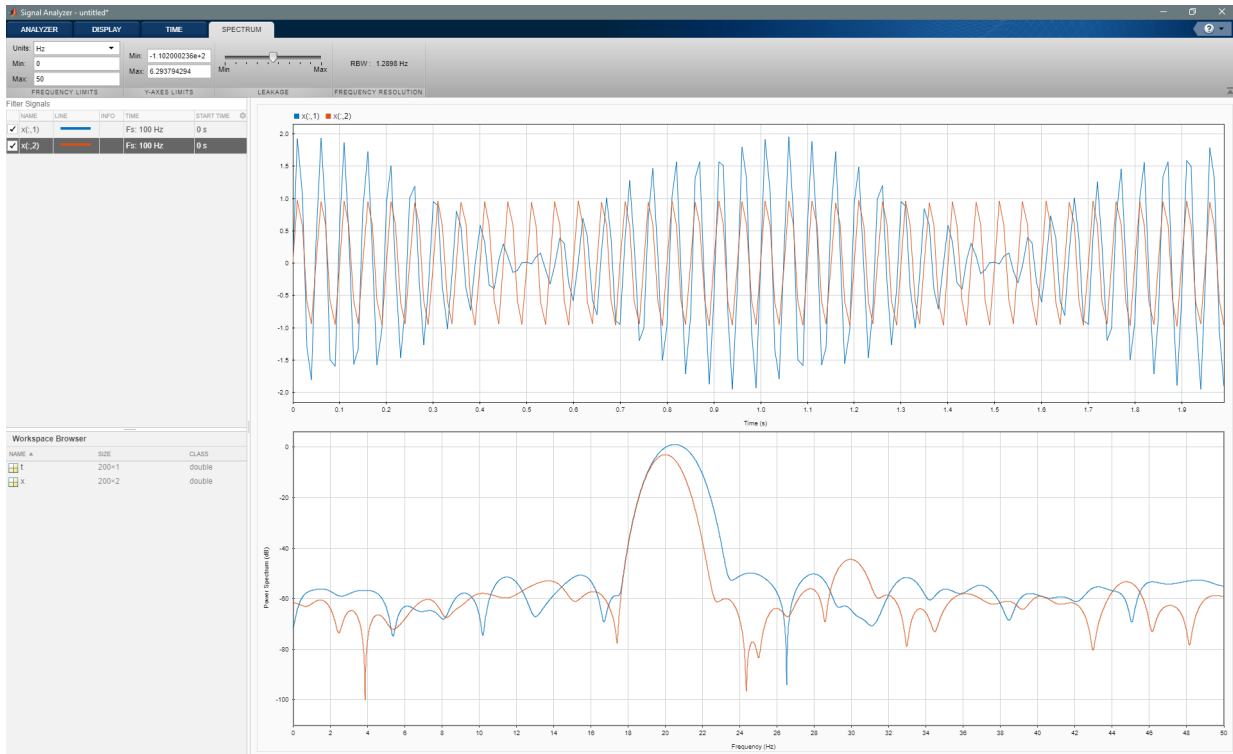 Signal Analyzer - untitled*
ANALYZER DISPLAY TIME SPECTRUM
?
Units: Hz
Min: 0
Max: 50
FREQUENCY LIMITS
Min: -1.102000236e+2
Max: 6.293794294
Y-AXES LIMITS
Min Max
LEAKAGE
RBW : 1.2898 Hz
FREQUENCY RESOLUTION
Filter Signals
NAME LINE INFO TIME START TIME
x(:,1) Fs: 100 Hz 0 s
x(:,2) Fs: 100 Hz 0 s
Workspace Browser
NAME SIZE CLASS
t 200×1 double
x 200×2 double
x(:,1) x(:,2)
2.0
1.5
1.0
0.5
0
-0.5
-1.0
-1.5
-2.0
0 0.1 0.2 0.3 0.4 0.5 0.6 0.7 0.8 0.9 1.0 1.1 1.2 1.3 1.4 1.5 1.6 1.7 1.8 1.9
Time (s)
Power Spectrum (dB)
0
-20
-40
-60
-80
-100
0 2 4 6 8 10 12 14 16 18 20 22 24 26 28 30 32 34 36 38 40 42 44 46 48 50
Frequency (Hz)